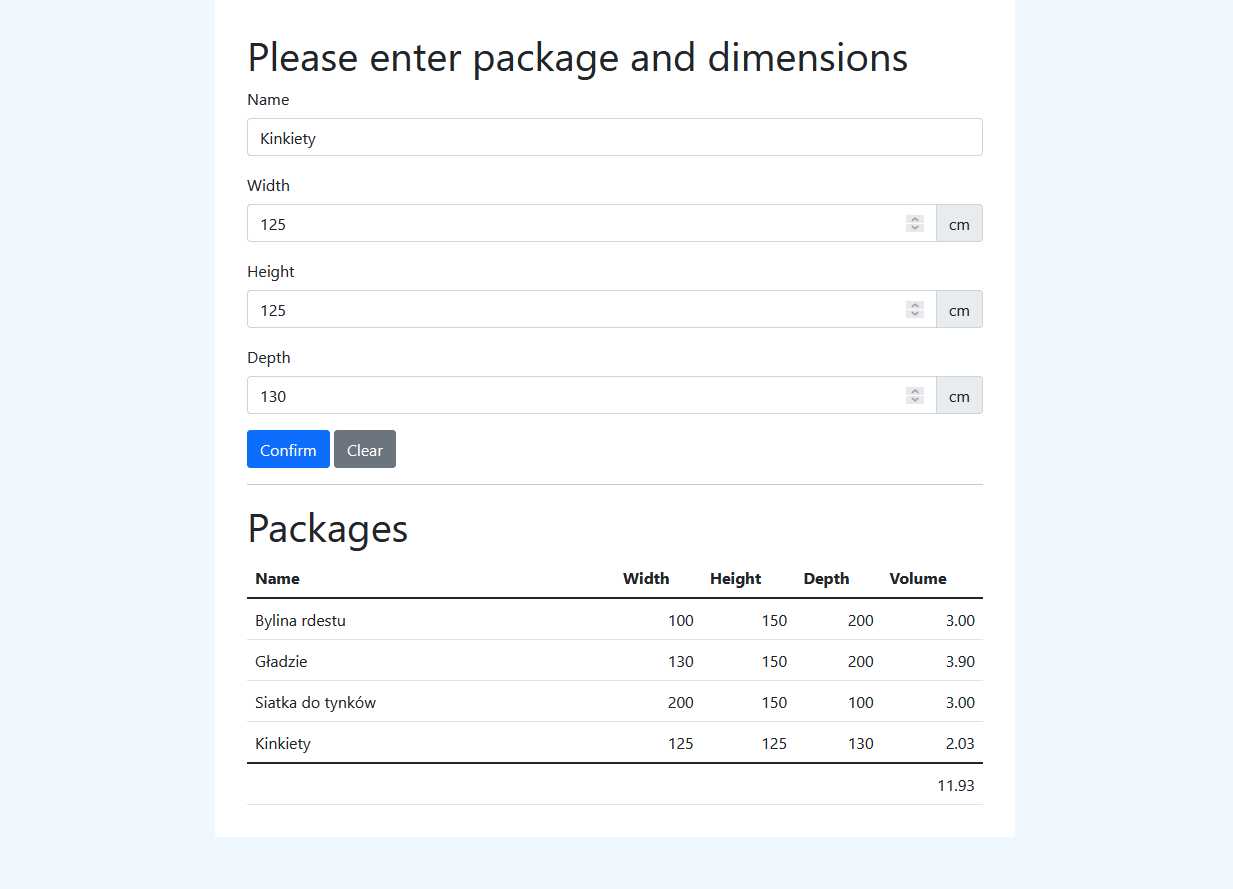 Please enter package and dimensions
Name
Kinkiety
Width
125 cm
Height
125 cm
Depth
130 cm
Confirm Clear
Packages
Name Width Height Depth Volume
Bylina rdestu 100 150 200 3.00
Gładzie 130 150 200 3.90
Siatka do tynków 200 150 100 3.00
Kinkiety 125 125 130 2.03
11.93